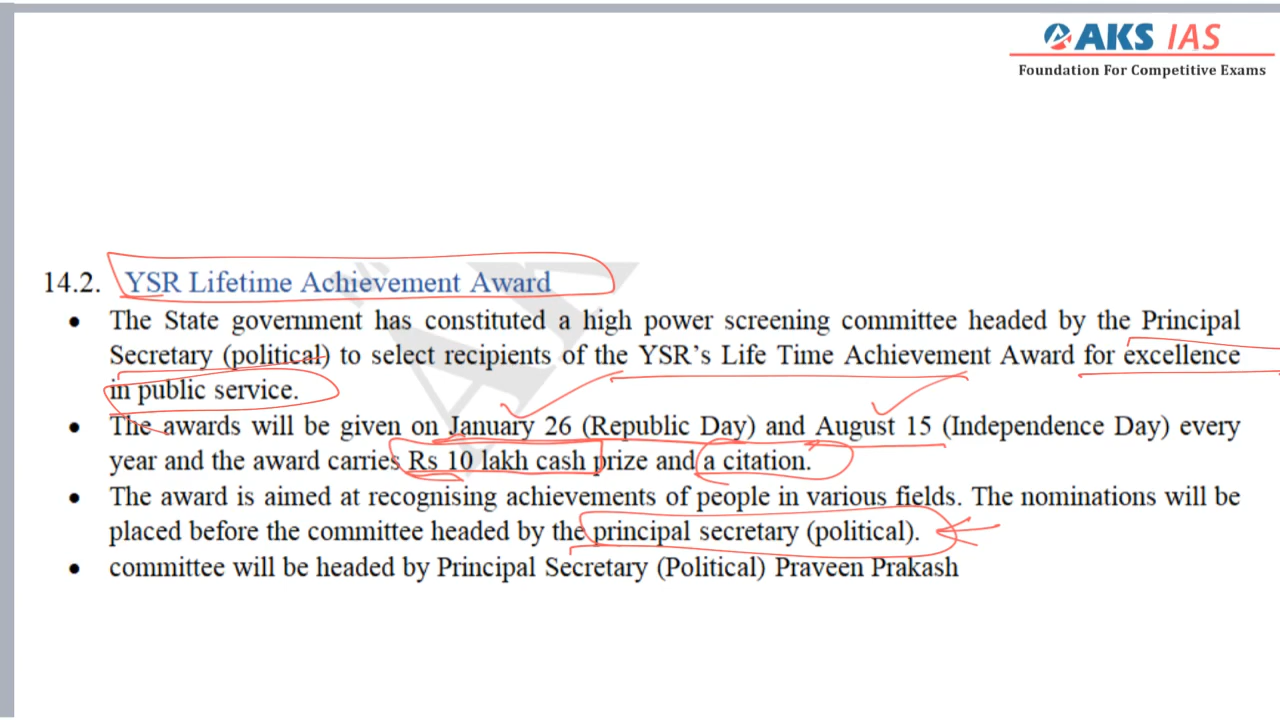 AKS IAS
Foundation For Competitive Exams
14.2. YSR Lifetime Achievement Award
• The State government has constituted a high power screening committee headed by the Principal
Secretary (political) to select recipients of the YSR's Life Time Achievement Award for excellence
in public service.
• The awards will be given on January 26 (Republic Day) and August 15 (Independence Day) every
year and the award carries Rs 10 lakh cash prize and a citation.
• The award is aimed at recognising achievements of people in various fields. The nominations will be
placed before the committee headed by the principal secretary (political).
• committee will be headed by Principal Secretary (Political) Praveen Prakash